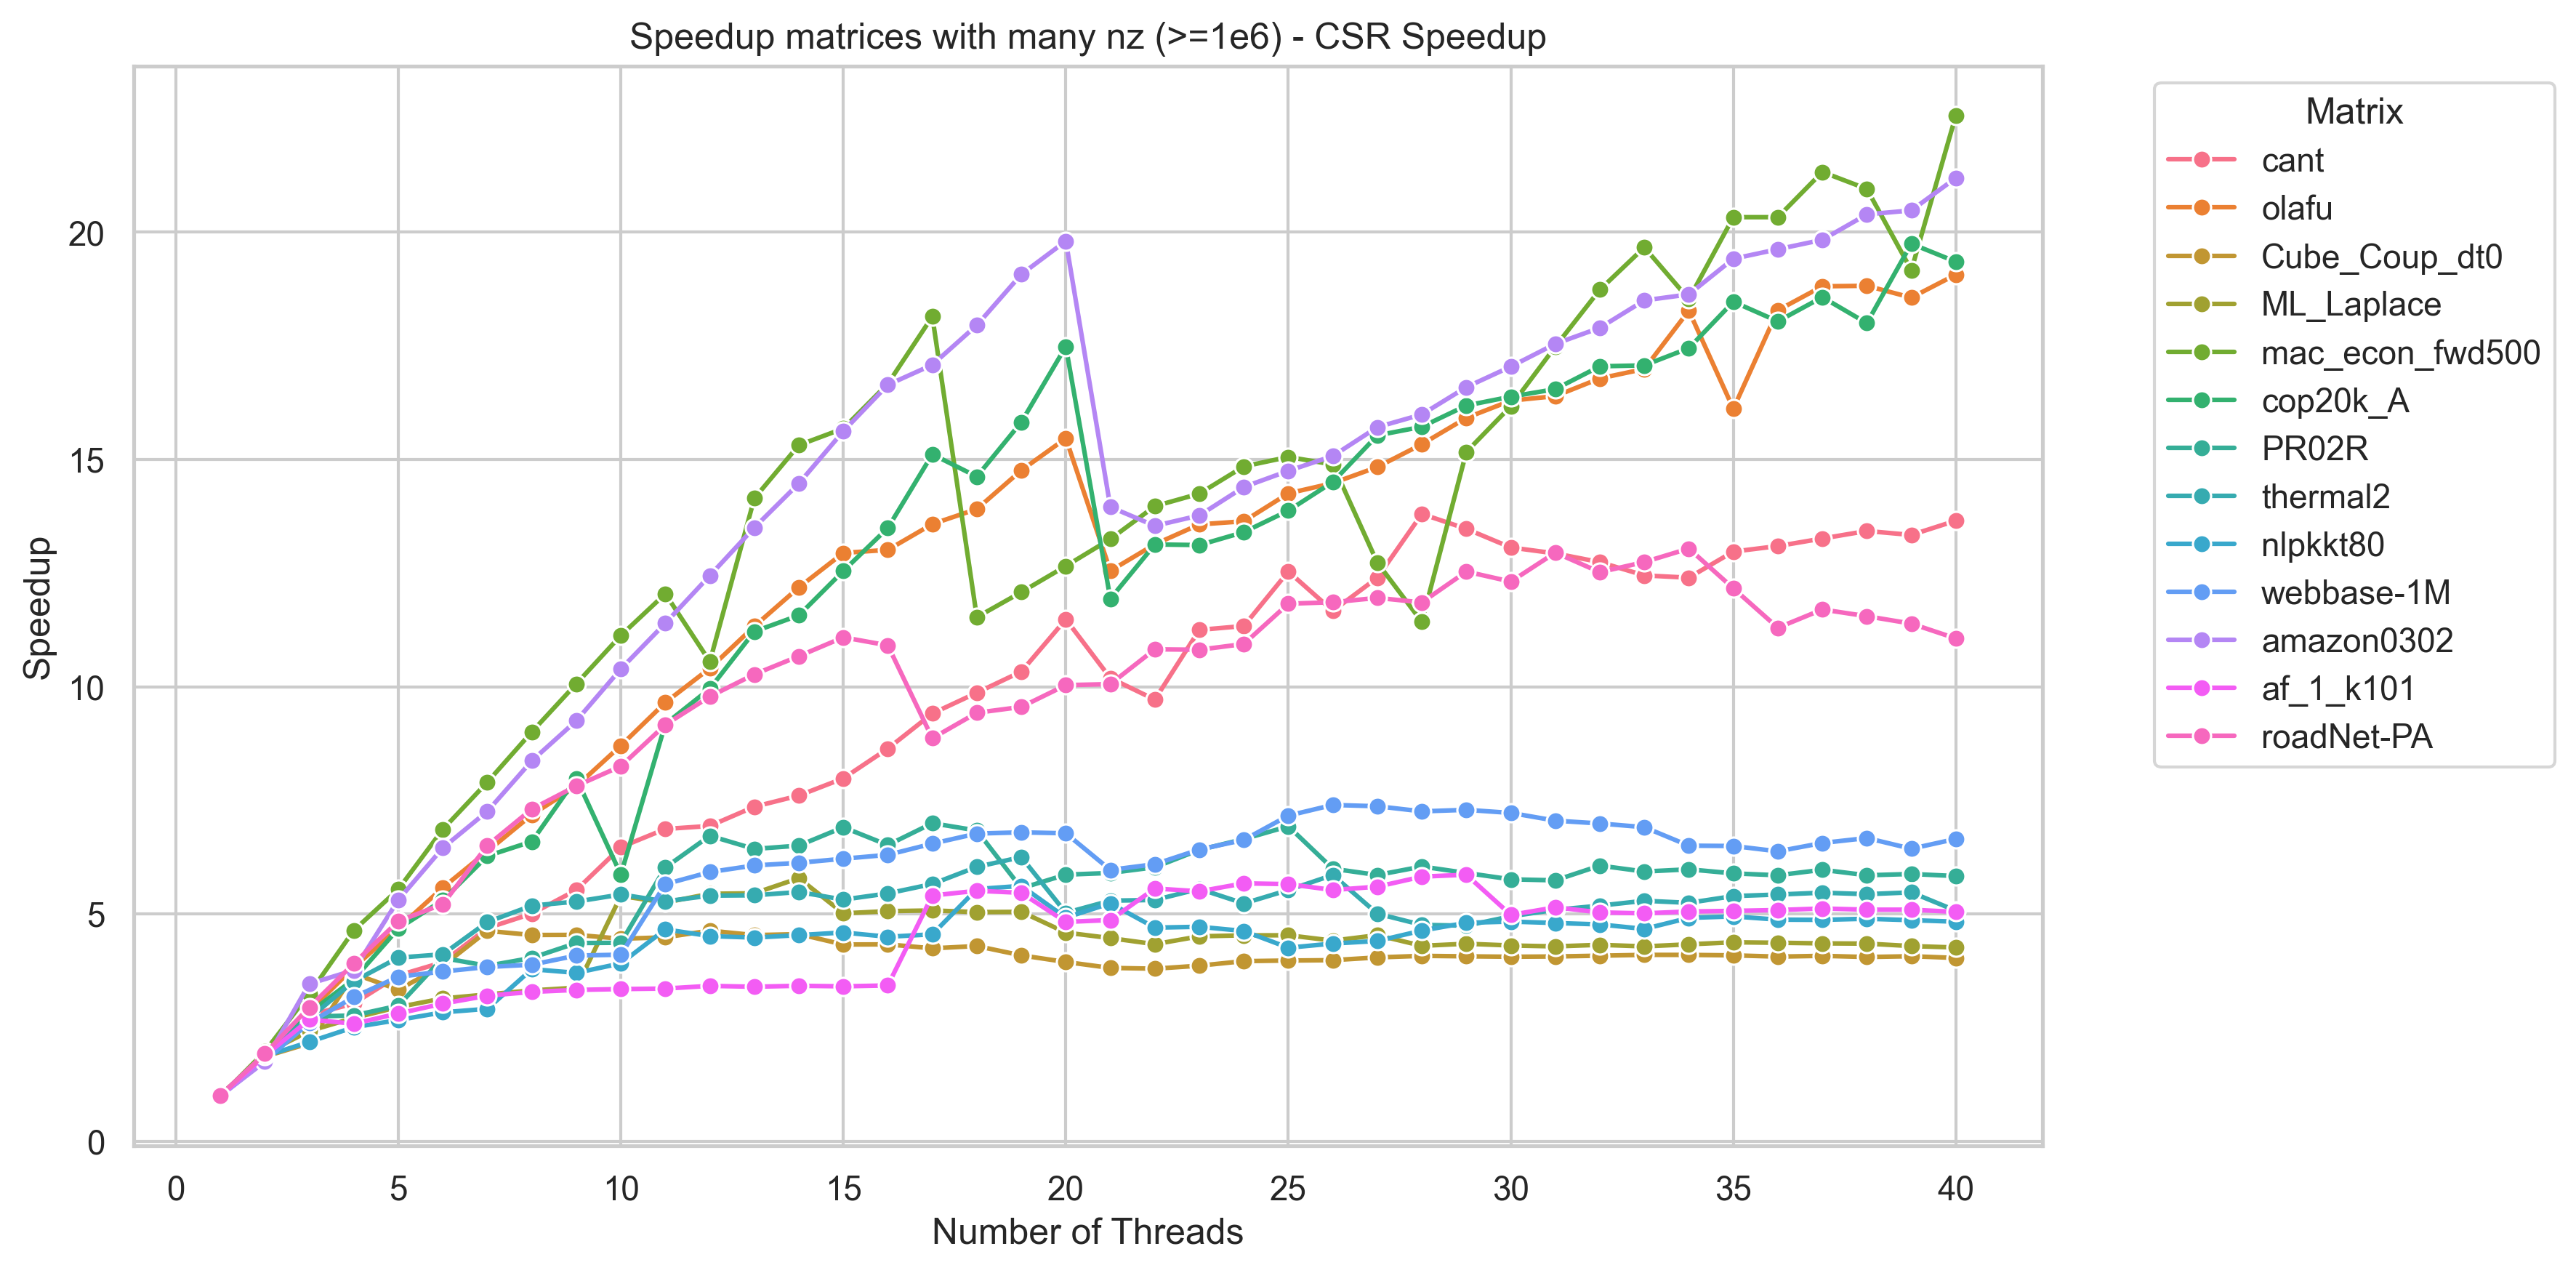 Speedup matrices with many nz (>=1e6) - CSR Speedup
Speedup
20
15
10
5
0
0 5 10 15 20 25 30 35 40
Number of Threads
Matrix
cant
olafu
Cube_Coup_dt0
ML_Laplace
mac_econ_fwd500
cop20k_A
PR02R
thermal2
nlpkkt80
webbase-1M
amazon0302
af_1_k101
roadNet-PA